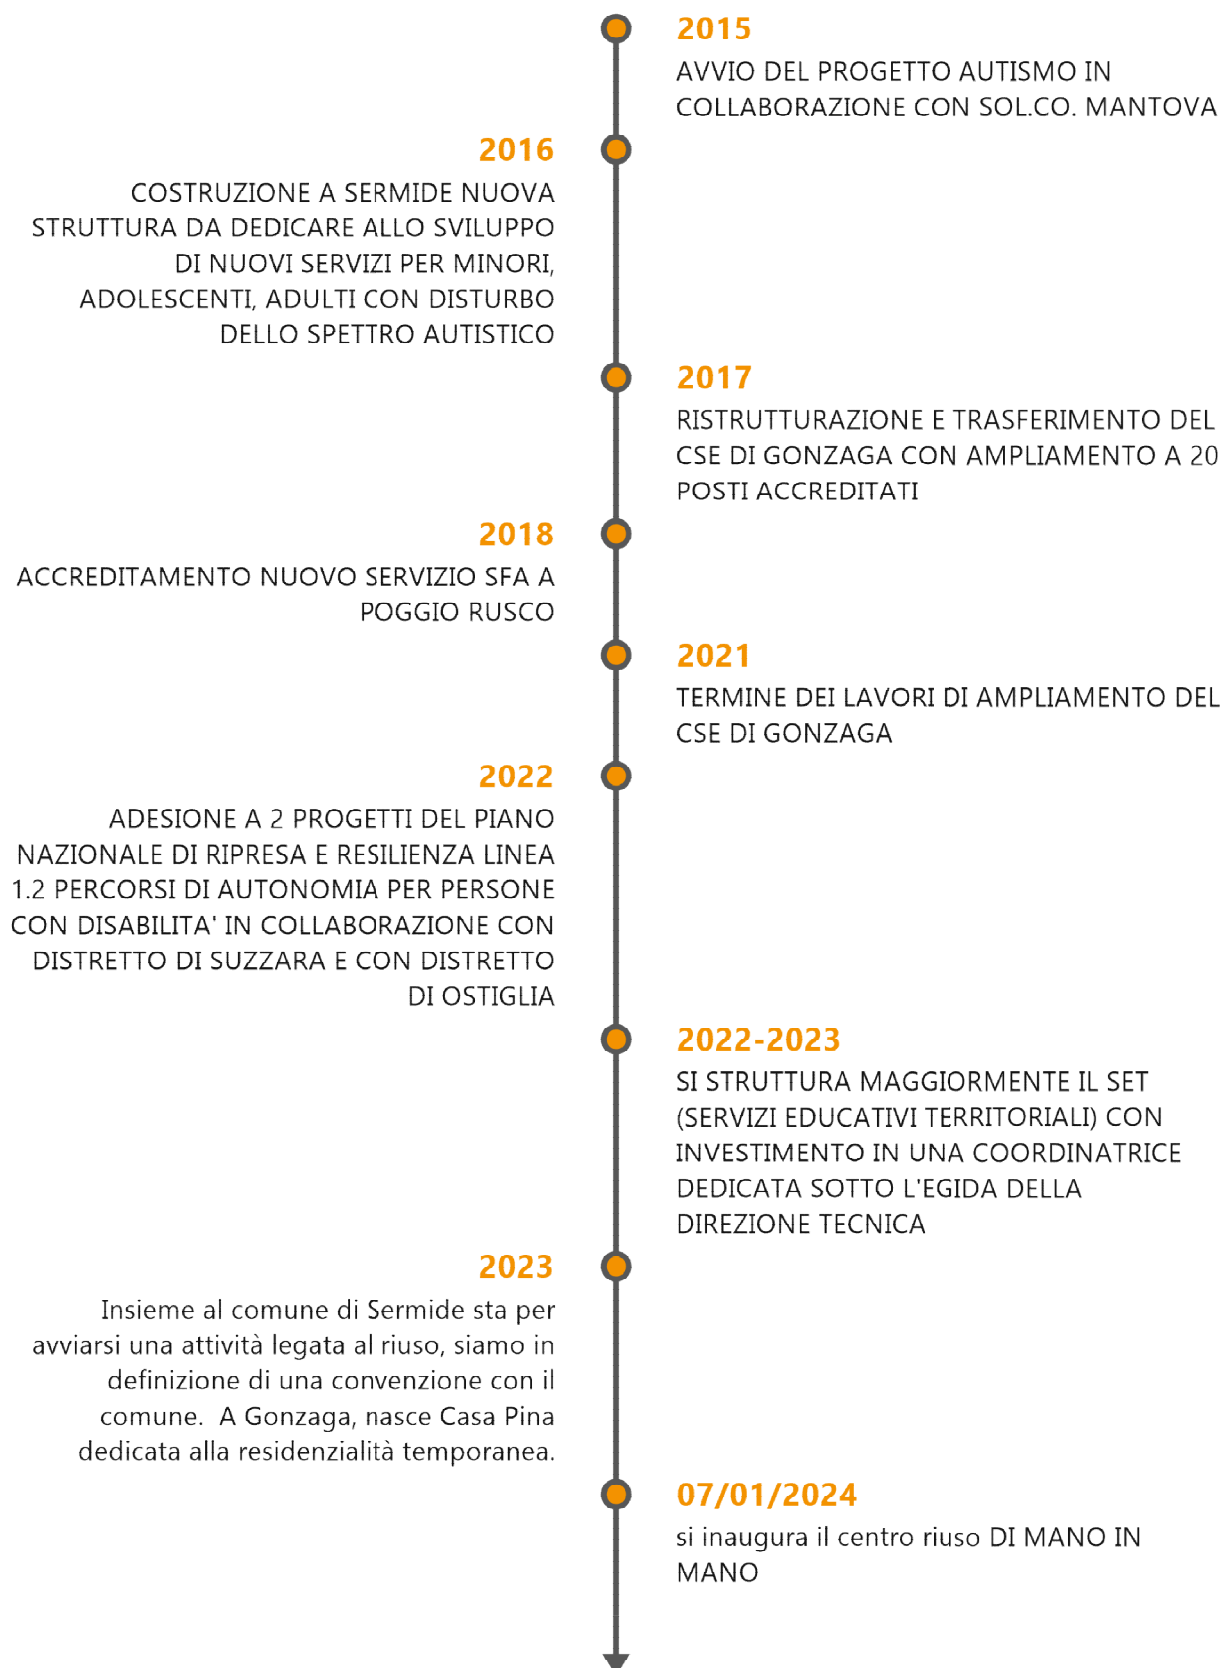 2015
AVVIO DEL PROGETTO AUTISMO IN
COLLABORAZIONE CON SOL.CO. MANTOVA
2016
COSTRUZIONE A SERMIDE NUOVA
STRUTTURA DA DEDICARE ALLO SVILUPPO
DI NUOVI SERVIZI PER MINORI,
ADOLESCENTI, ADULTI CON DISTURBO
DELLO SPETTRO AUTISTICO
2017
RISTRUTTURAZIONE E TRASFERIMENTO DEL
CSE DI GONZAGA CON AMPLIAMENTO A 20
POSTI ACCREDITATI
2018
ACCREDITAMENTO NUOVO SERVIZIO SFA A
POGGIO RUSCO
2021
TERMINE DEI LAVORI DI AMPLIAMENTO DEL
CSE DI GONZAGA
2022
ADESIONE A 2 PROGETTI DEL PIANO
NAZIONALE DI RIPRESA E RESILIENZA LINEA
1.2 PERCORSI DI AUTONOMIA PER PERSONE
CON DISABILITA' IN COLLABORAZIONE CON
DISTRETTO DI SUZZARA E CON DISTRETTO
DI OSTIGLIA
2022-2023
SI STRUTTURA MAGGIORMENTE IL SET
(SERVIZI EDUCATIVI TERRITORIALI) CON
INVESTIMENTO IN UNA COORDINATRICE
DEDICATA SOTTO L'EGIDA DELLA
DIREZIONE TECNICA
2023
Insieme al comune di Sermide sta per
avviarsi una attività legata al riuso, siamo in
definizione di una convenzione con il
comune.  A Gonzaga, nasce Casa Pina
dedicata alla residenzialità temporanea.
07/01/2024
si inaugura il centro riuso DI MANO IN
MANO